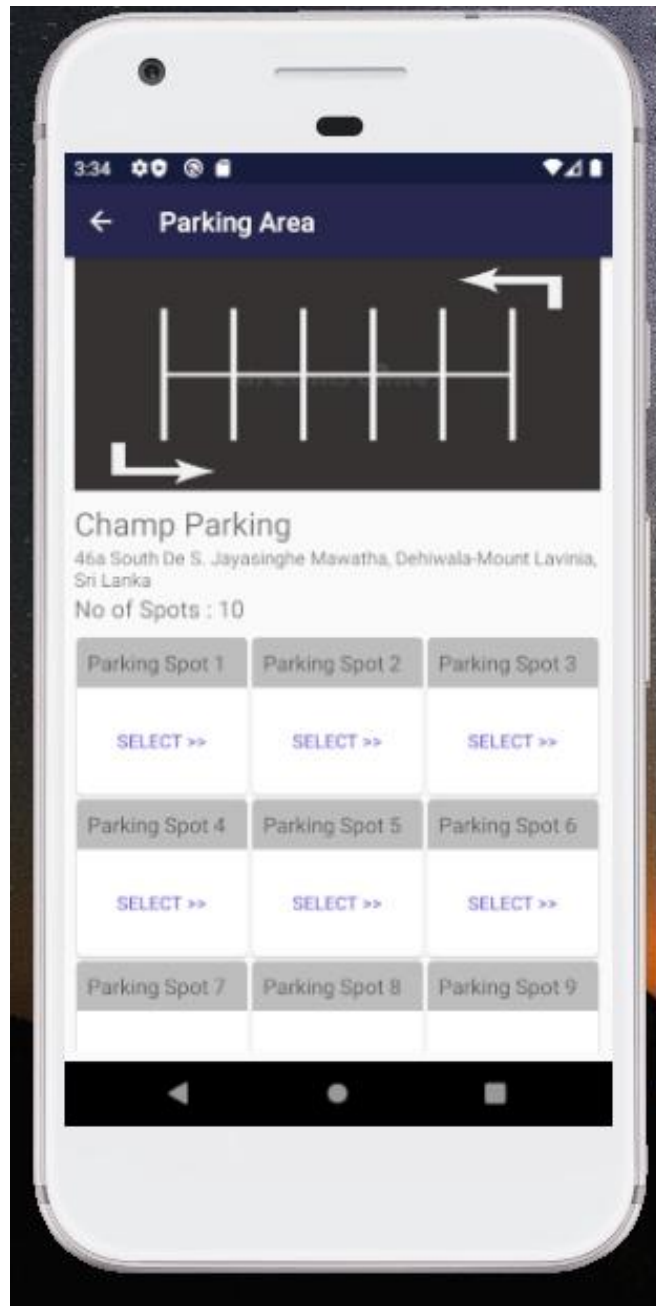 3:34
Parking Area
Champ Parking
46a South De S. Jayasinghe Mawatha, Dehiwala-Mount Lavinia,
Sri Lanka
No of Spots : 10
Parking Spot 1 Parking Spot 2 Parking Spot 3
SELECT >> SELECT >> SELECT >>
Parking Spot 4 Parking Spot 5 Parking Spot 6
SELECT >> SELECT >> SELECT >>
Parking Spot 7 Parking Spot 8 Parking Spot 9